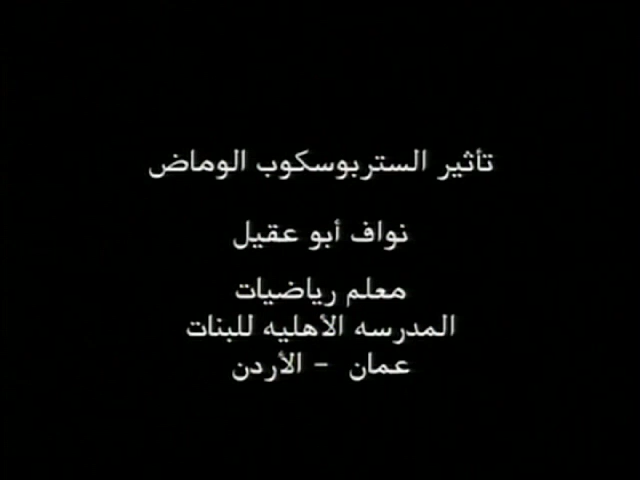 تأثير الستربوسكوب الوماض
نواف أبو عقيل
معلم رياضيات
المدرسه الأهليه للبنات
عمان - الأردن